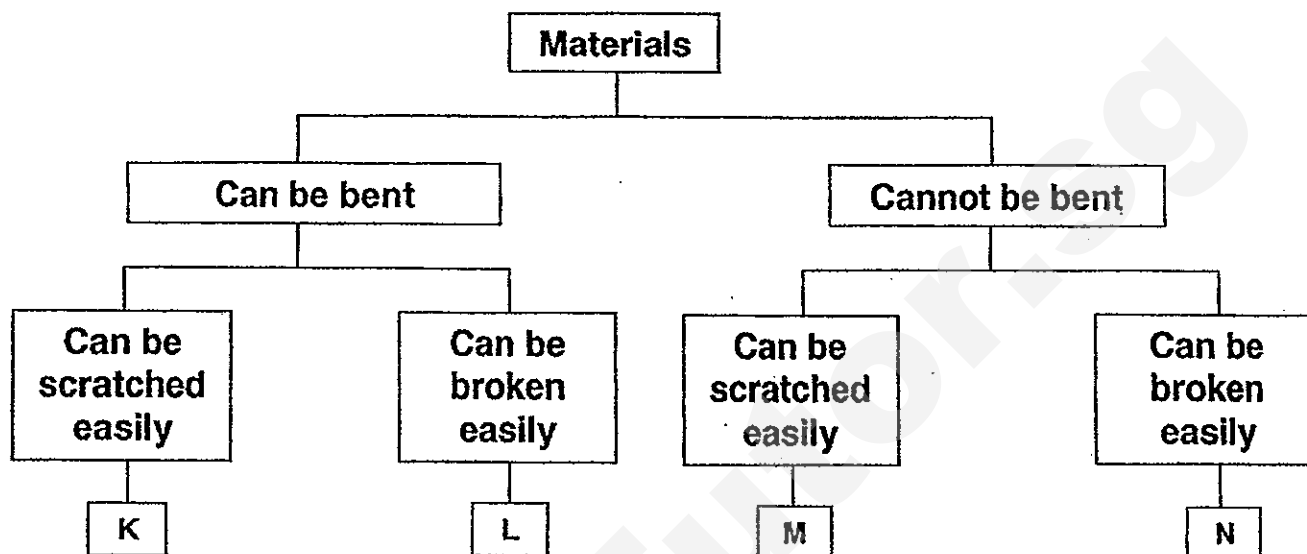 Materials
Can be bent
Cannot be bent
Can be
scratched
easily
Can be
broken
easily
Can be
scratched
easily
Can be
broken
easily
K
L
M
N